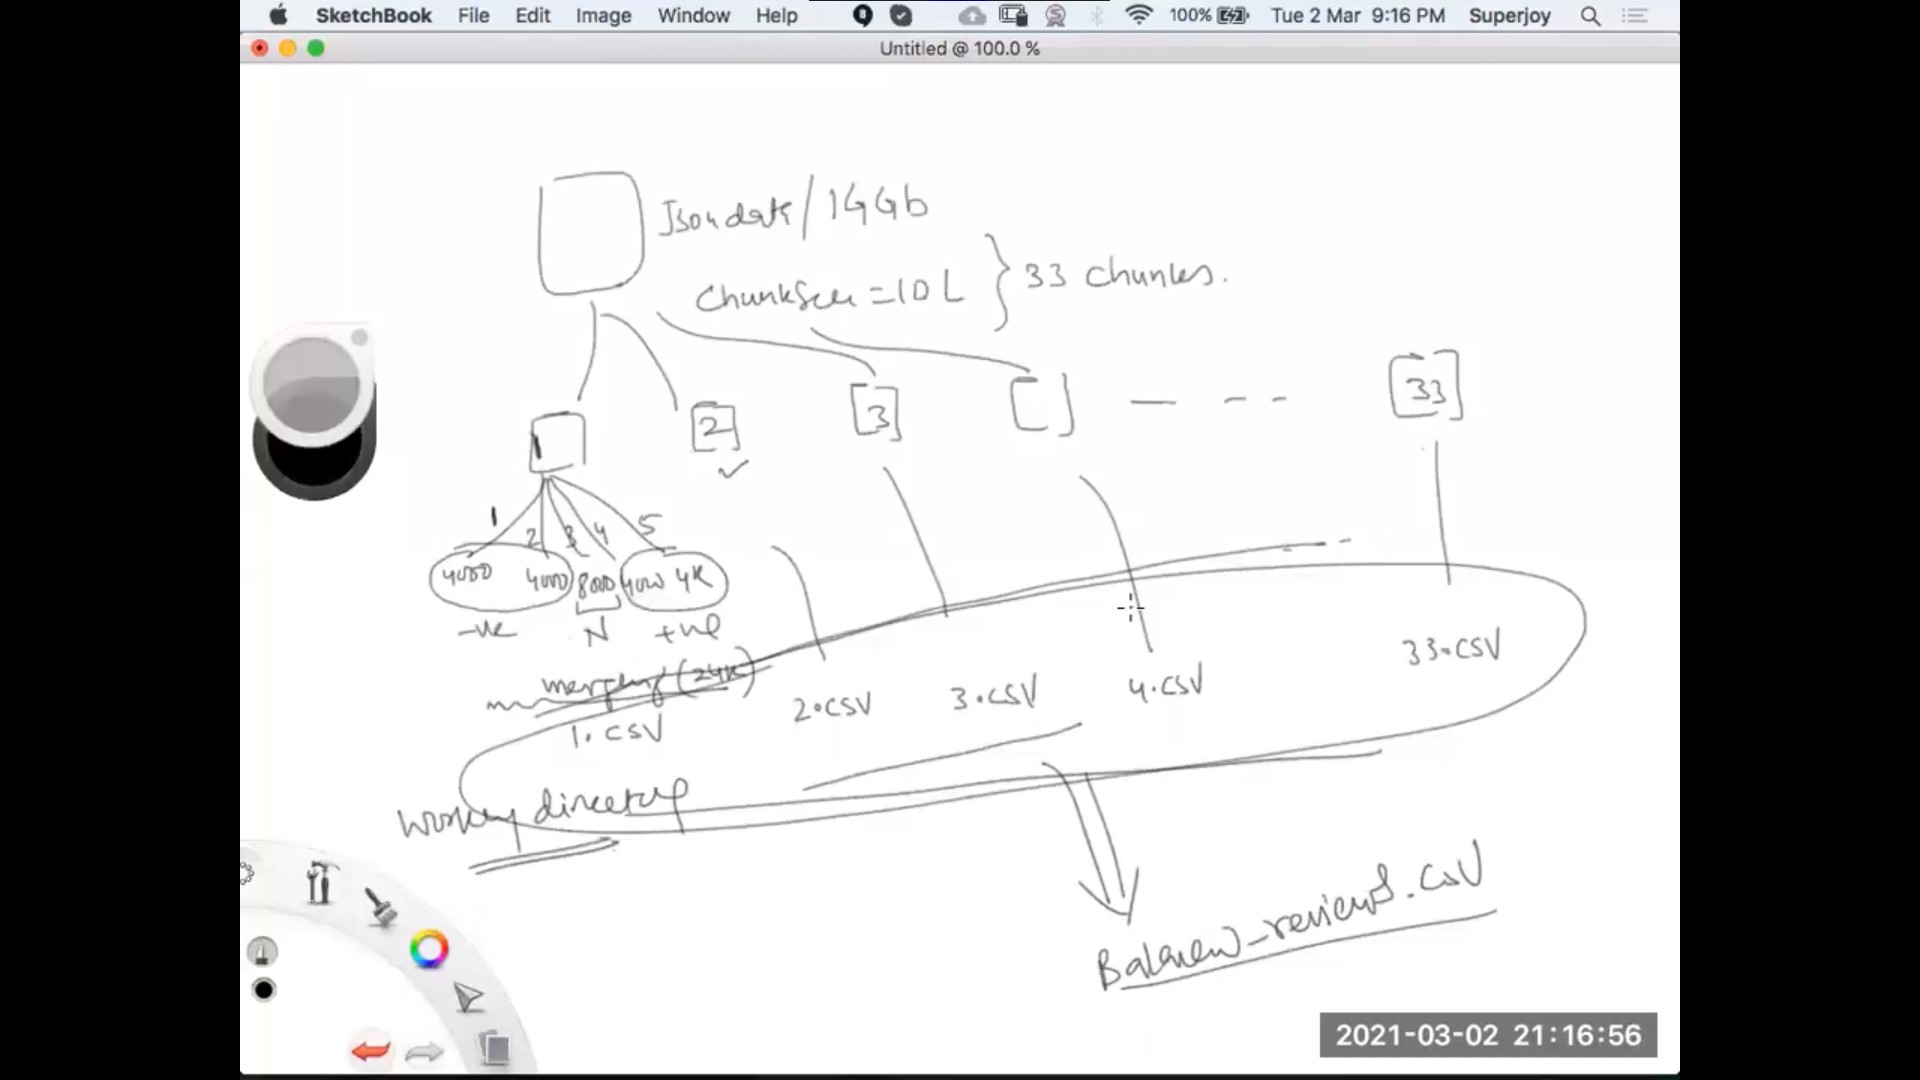 SketchBook File Edit Image Window Help 100% Tue 2 Mar 9:16 PM Superjoy
Untitled @ 100.0 %
Json data / 14Gb
= 10 L } 33 chunks.
1 2 3 33
1 2 3 4 5
4000 4000 8000 4000 4K
-ve N +ve
merging (24K)
1.CSV 2.CSV 3.CSV 4.CSV 33.CSV
directory
_reviews.CSV
2021-03-02 21:16:56